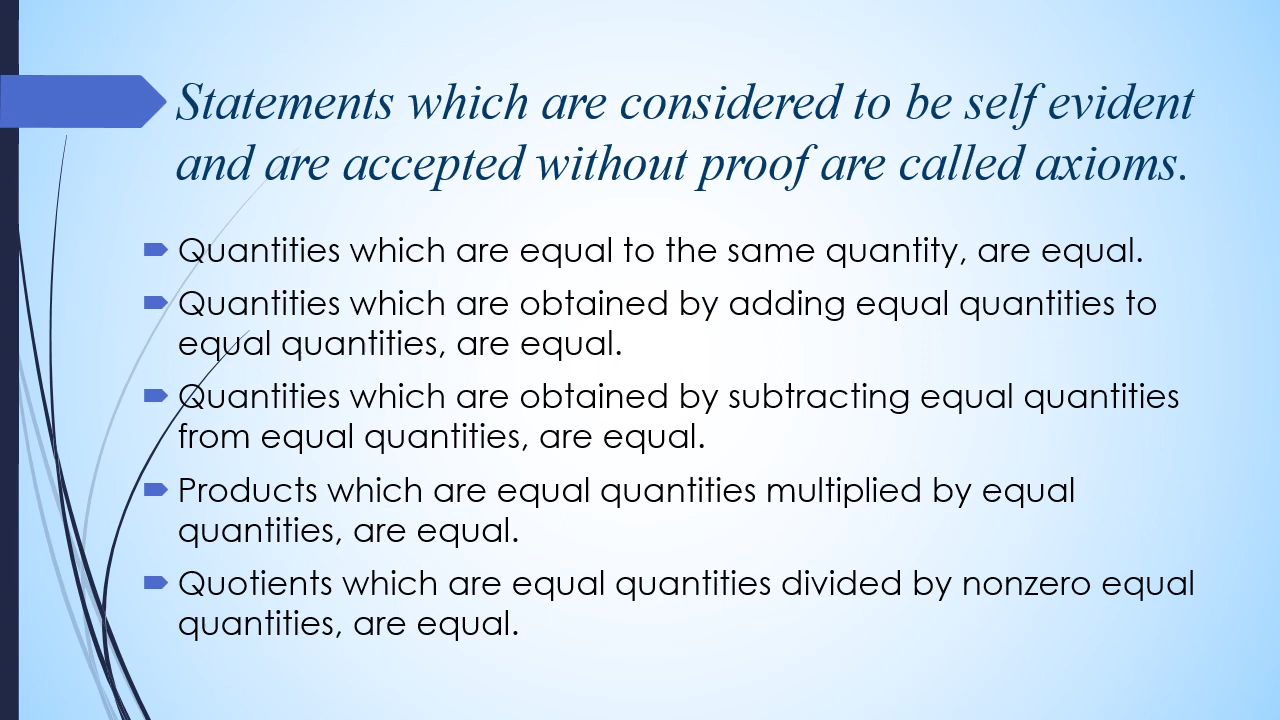 Statements which are considered to be self evident
and are accepted without proof are called axioms.
Quantities which are equal to the same quantity, are equal.
Quantities which are obtained by adding equal quantities to
equal quantities, are equal.
Quantities which are obtained by subtracting equal quantities
from equal quantities, are equal.
Products which are equal quantities multiplied by equal
quantities, are equal.
Quotients which are equal quantities divided by nonzero equal
quantities, are equal.